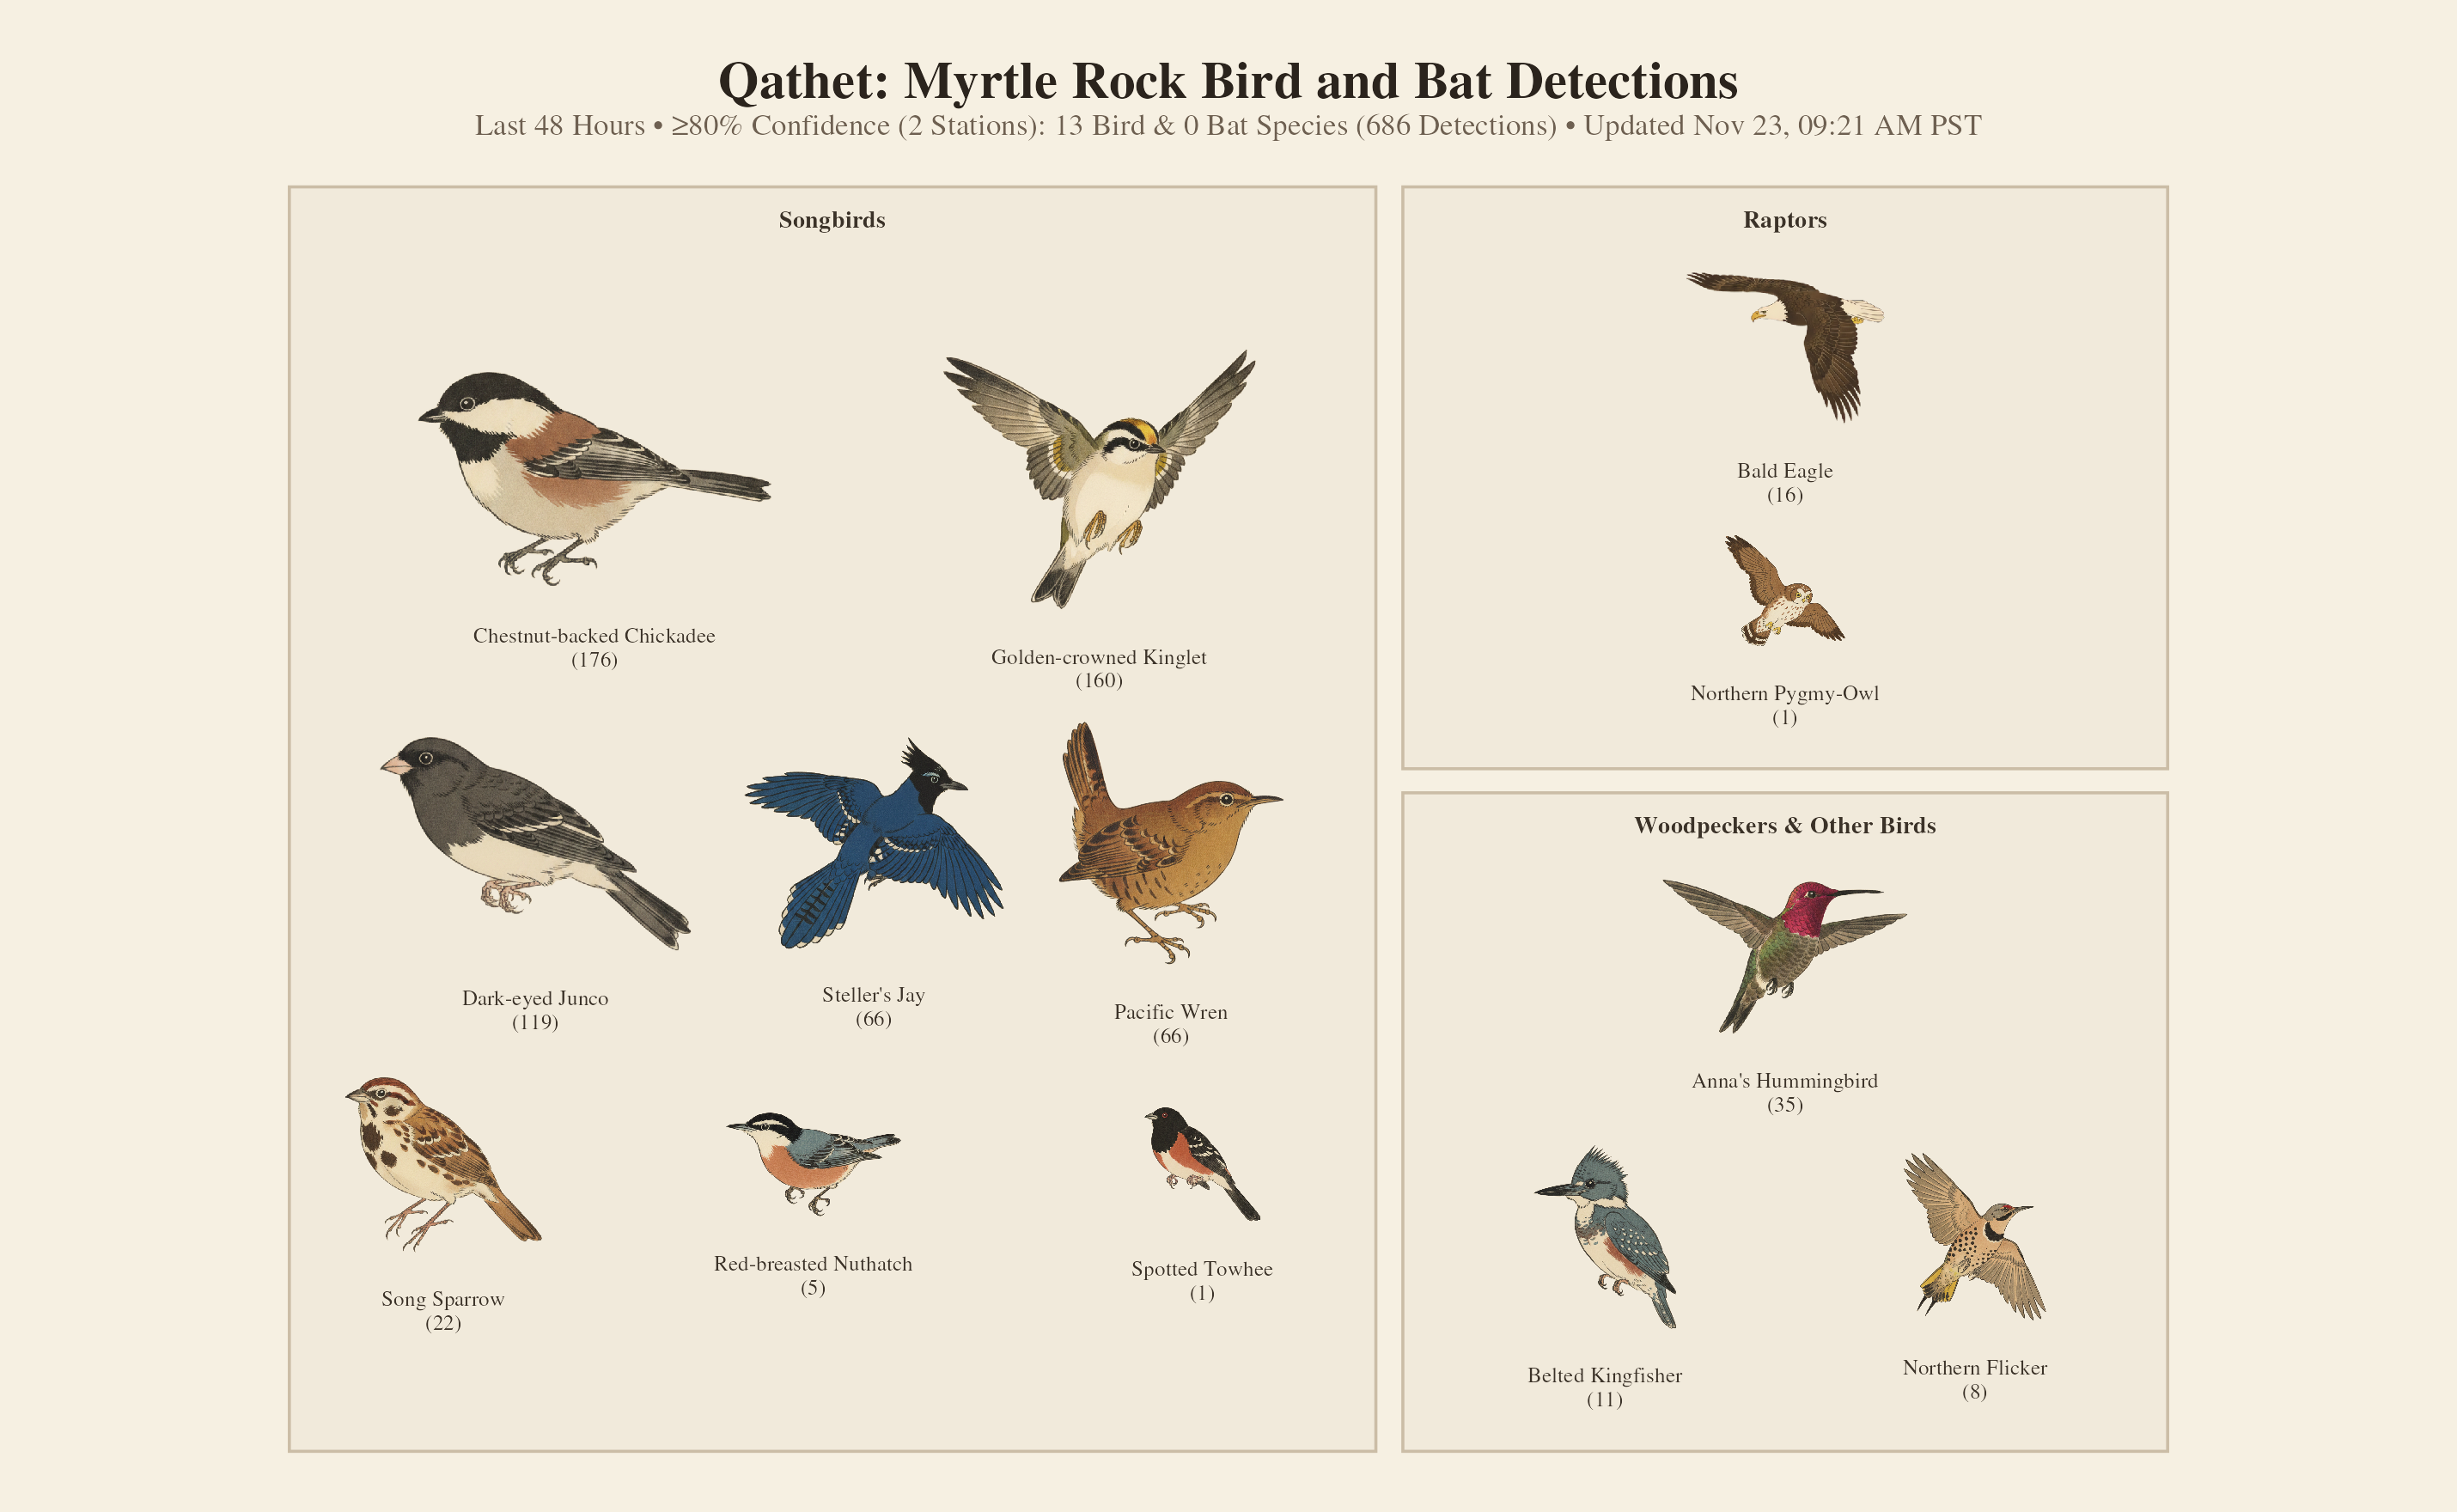 Qathet: Myrtle Rock Bird and Bat Detections
Last 48 Hours • ≥80% Confidence (2 Stations): 13 Bird & 0 Bat Species (686 Detections) • Updated Nov 23, 09:21 AM PST
Songbirds
Chestnut-backed Chickadee
(176)
Golden-crowned Kinglet
(160)
Dark-eyed Junco
(119)
Steller's Jay
(66)
Pacific Wren
(66)
Song Sparrow
(22)
Red-breasted Nuthatch
(5)
Spotted Towhee
(1)
Raptors
Bald Eagle
(16)
Northern Pygmy-Owl
(1)
Woodpeckers & Other Birds
Anna's Hummingbird
(35)
Belted Kingfisher
(11)
Northern Flicker
(8)